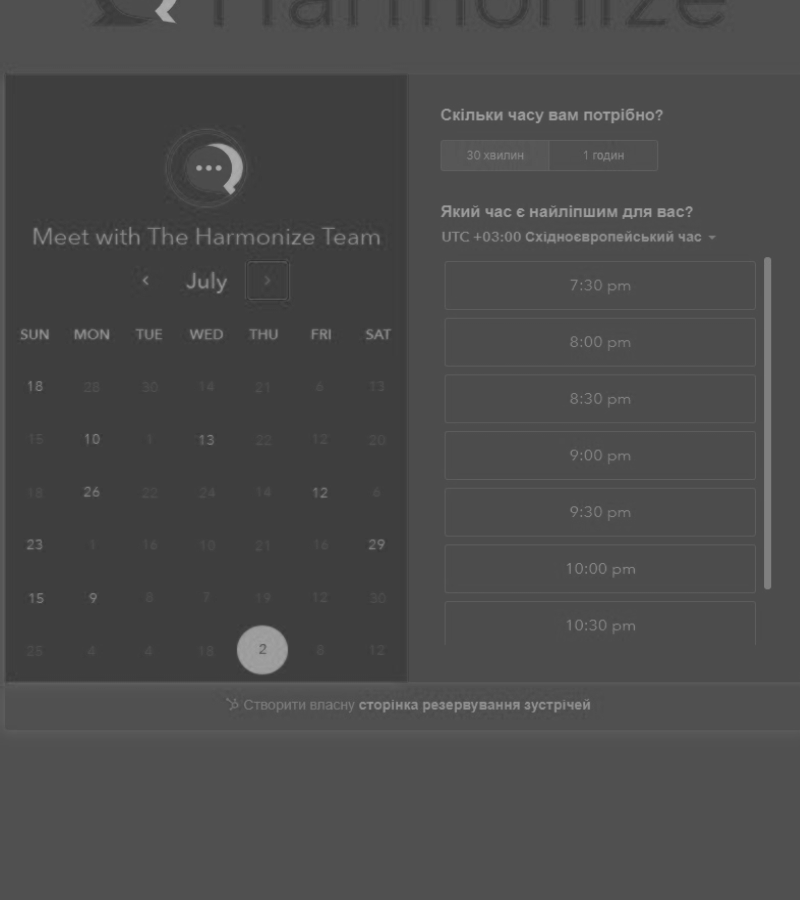 Harmonize
Meet with The Harmonize Team
July
SUN MON TUE WED THU FRI SAT
18 28 30 14 21 6 13
15 10 1 13 22 12 20
18 26 22 24 14 12 4
23 1 16 10 21 16 29
15 9 8 7 19 12 30
25 4 4 18 2 8 12
Скільки часу вам потрібно?
30 хвилин 1 годин
Який час є найліпшим для вас?
UTC +03:00 Східноєвропейський час
7:30 pm
8:00 pm
8:30 pm
9:00 pm
9:30 pm
10:00 pm
10:30 pm
Створити власну сторінка резервування зустрічей